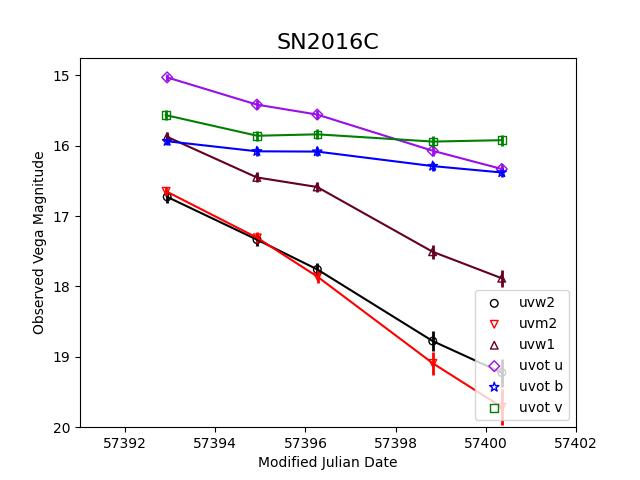 SN2016C
Observed Vega Magnitude
15
16
17
18
19
20
uvw2
uvm2
uvw1
uvot u
uvot b
uvot v
57392 57394 57396 57398 57400 57402
Modified Julian Date